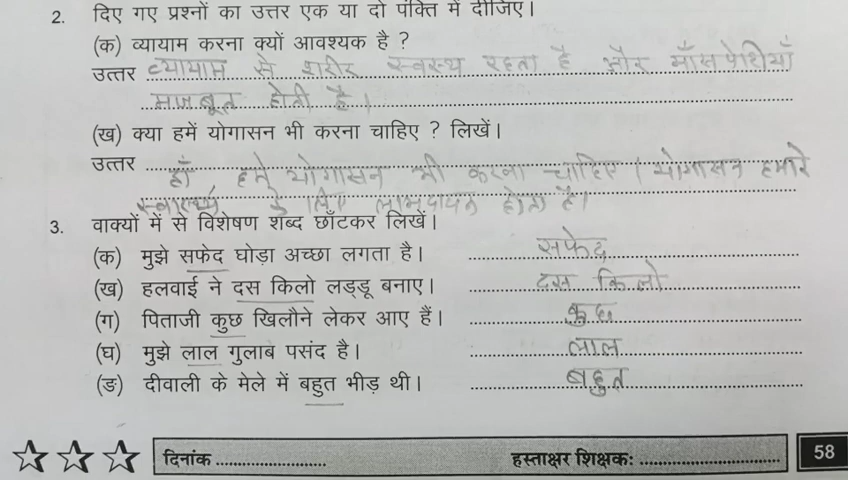 2. दिए गए प्रश्नों का उत्तर एक या दो पंक्ति में दीजिए।
(क) व्यायाम करना क्यों आवश्यक है ?
उत्तर व्यायाम से शरीर स्वस्थ रहता है और माँसपेशियाँ
मजबूत होती है।
(ख) क्या हमें योगासन भी करना चाहिए ? लिखें।
उत्तर हाँ हमे योगासन भी करना चाहिए। योगासन हमारे
स्वास्थ्य के लिए लाभदायक होता है।
3. वाक्यों में से विशेषण शब्द छाँटकर लिखें।
(क) मुझे सफेद घोड़ा अच्छा लगता है। सफेद
(ख) हलवाई ने दस किलो लड्डू बनाए। दस किलो
(ग) पिताजी कुछ खिलौने लेकर आए हैं। कुछ
(घ) मुझे लाल गुलाब पसंद है। लाल
(ङ) दीवाली के मेले में बहुत भीड़ थी। बहुत
दिनांक हस्ताक्षर शिक्षक: 58